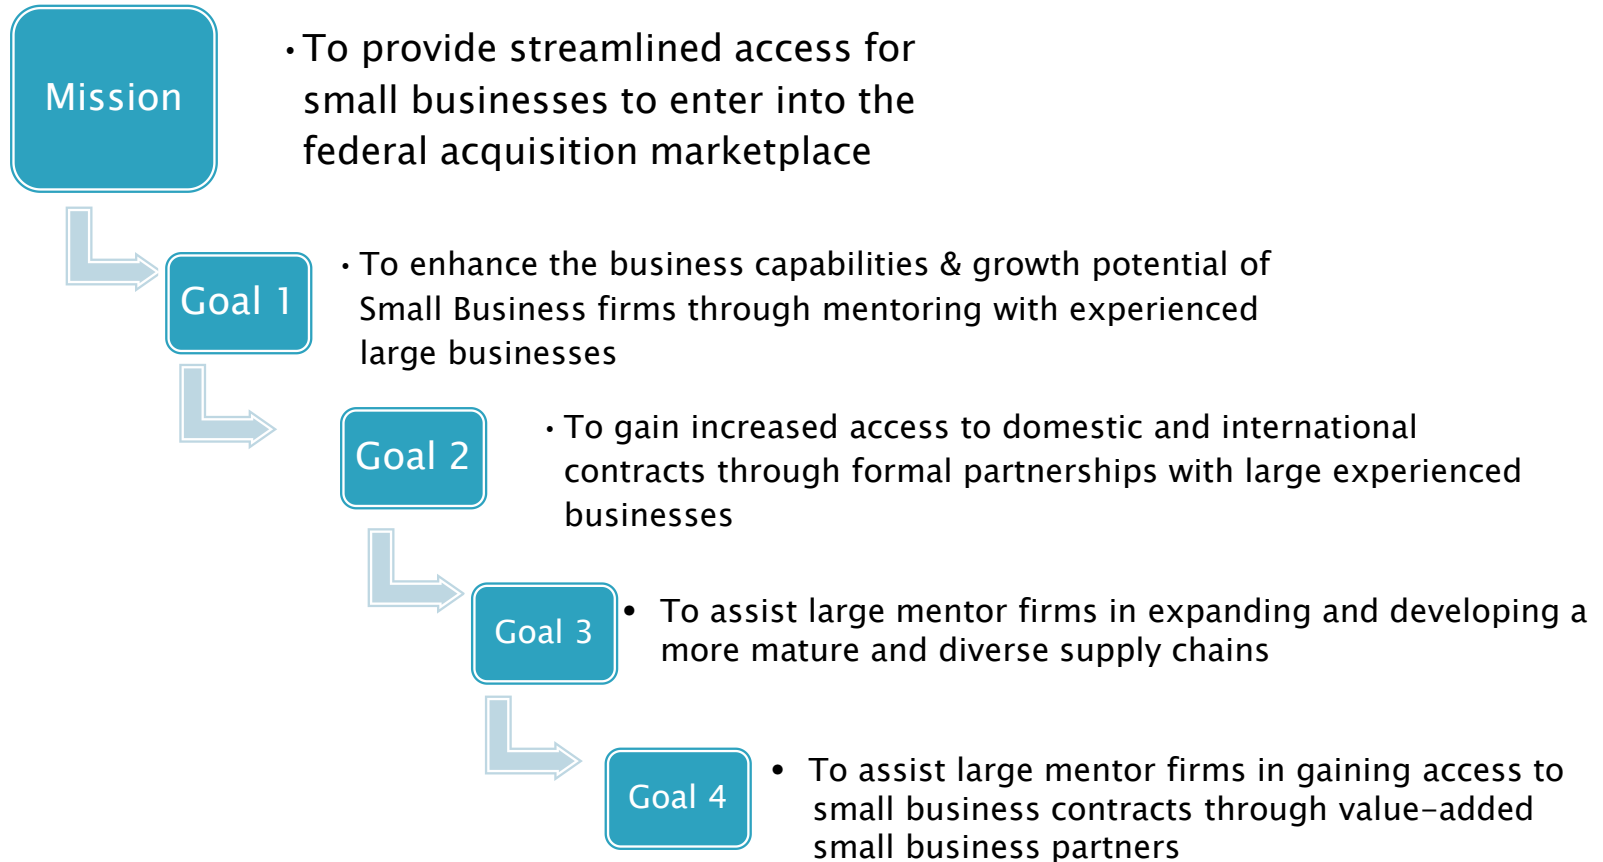 Mission
• To provide streamlined access for
small businesses to enter into the
federal acquisition marketplace
Goal 1
• To enhance the business capabilities & growth potential of
Small Business firms through mentoring with experienced
large businesses
Goal 2
• To gain increased access to domestic and international
contracts through formal partnerships with large experienced
businesses
Goal 3
• To assist large mentor firms in expanding and developing a
more mature and diverse supply chains
Goal 4
• To assist large mentor firms in gaining access to
small business contracts through value-added
small business partners